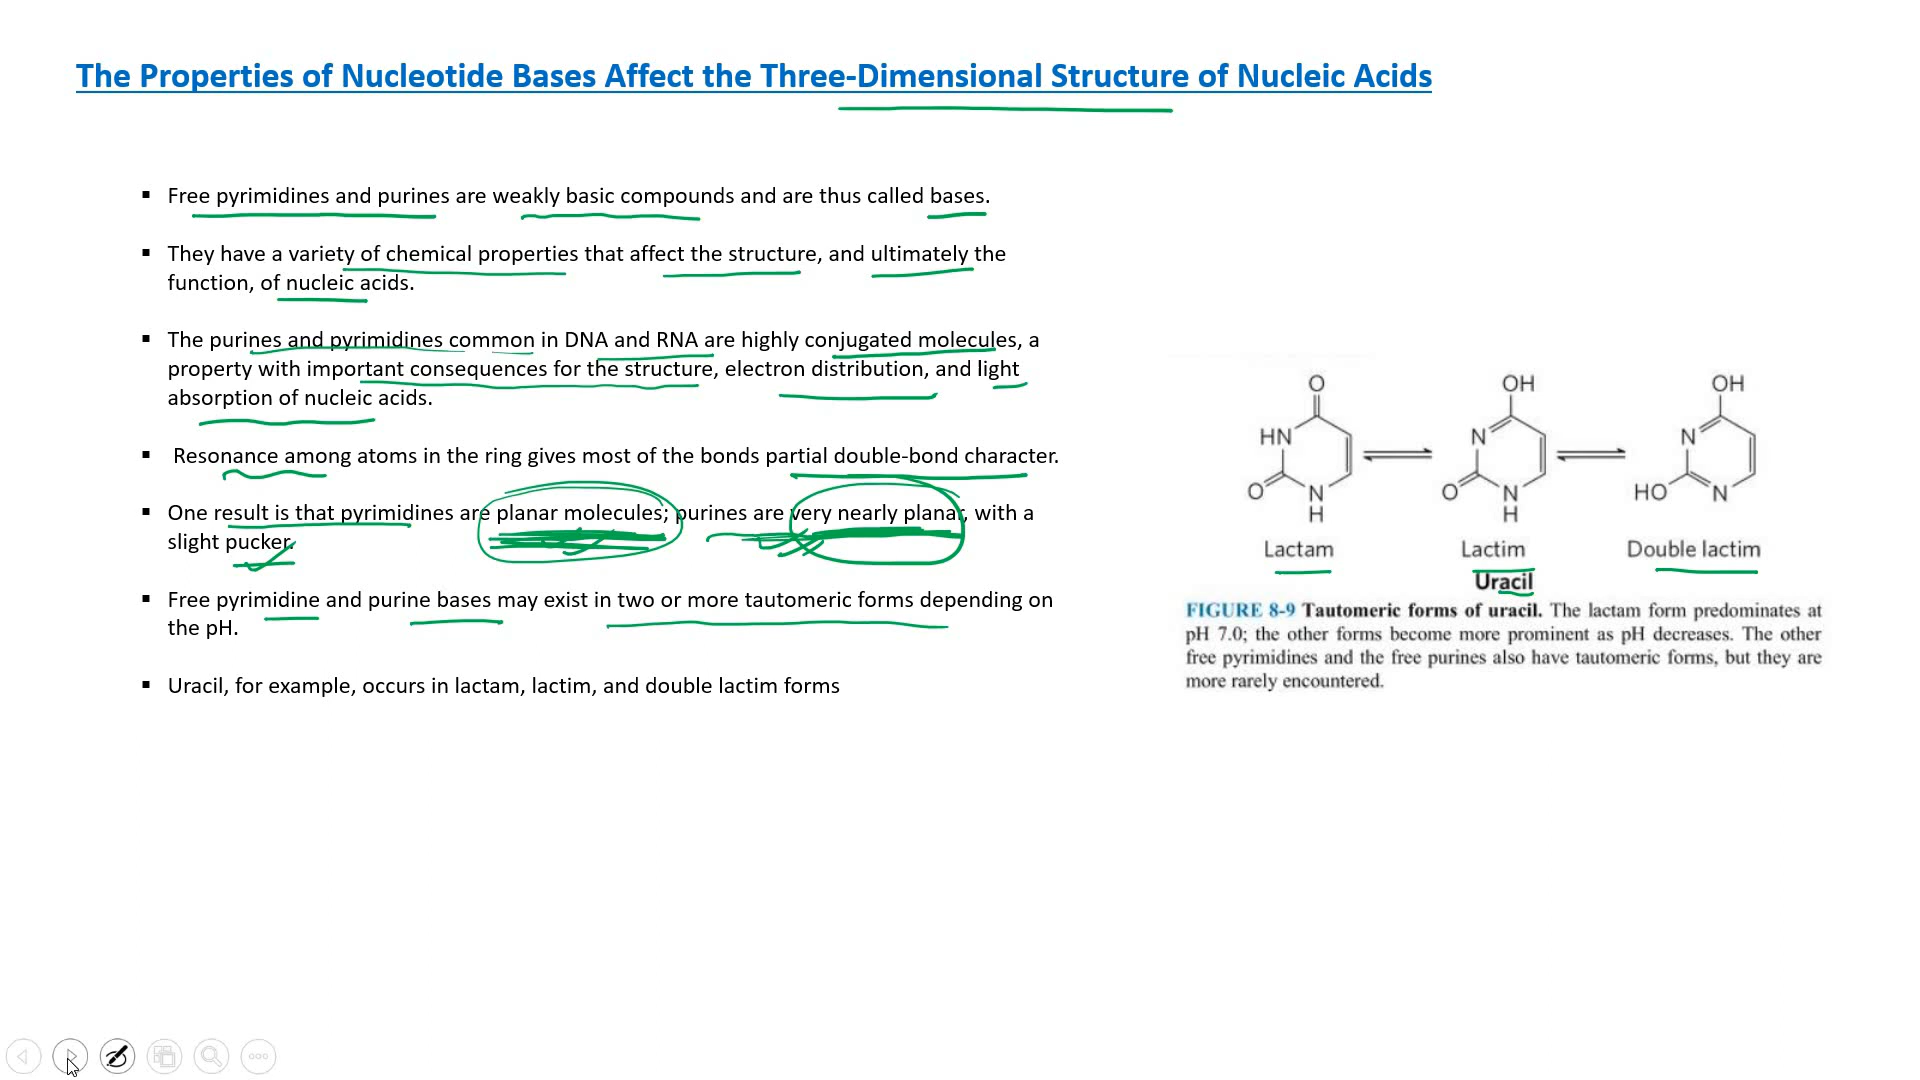 The Properties of Nucleotide Bases Affect the Three-Dimensional Structure of Nucleic Acids
▪ Free pyrimidines and purines are weakly basic compounds and are thus called bases.
▪ They have a variety of chemical properties that affect the structure, and ultimately the
function, of nucleic acids.
▪ The purines and pyrimidines common in DNA and RNA are highly conjugated molecules, a
property with important consequences for the structure, electron distribution, and light
absorption of nucleic acids.
▪ Resonance among atoms in the ring gives most of the bonds partial double-bond character.
▪ One result is that pyrimidines are planar molecules; purines are very nearly planar, with a
slight pucker.
▪ Free pyrimidine and purine bases may exist in two or more tautomeric forms depending on
the pH.
▪ Uracil, for example, occurs in lactam, lactim, and double lactim forms
O OH OH
HN N N
O N O N HO N
H H
Lactam Lactim Double lactim
Uracil
FIGURE 8-9 Tautomeric forms of uracil. The lactam form predominates at
pH 7.0; the other forms become more prominent as pH decreases. The other
free pyrimidines and the free purines also have tautomeric forms, but they are
more rarely encountered.